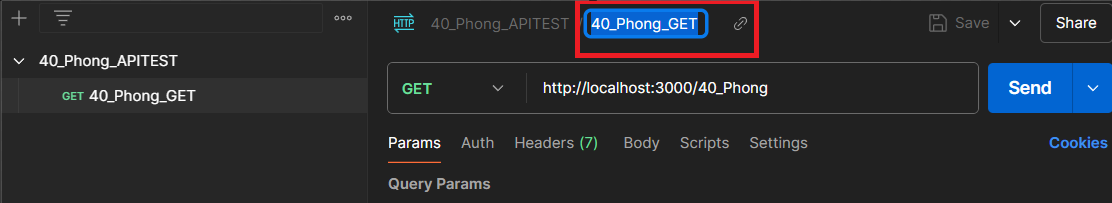 HTTP 40_Phong_APITEST / 40_Phong_GET Save Share
40_Phong_APITEST
GET 40_Phong_GET
GET http://localhost:3000/40_Phong Send
Params Auth Headers (7) Body Scripts Settings Cookies
Query Params